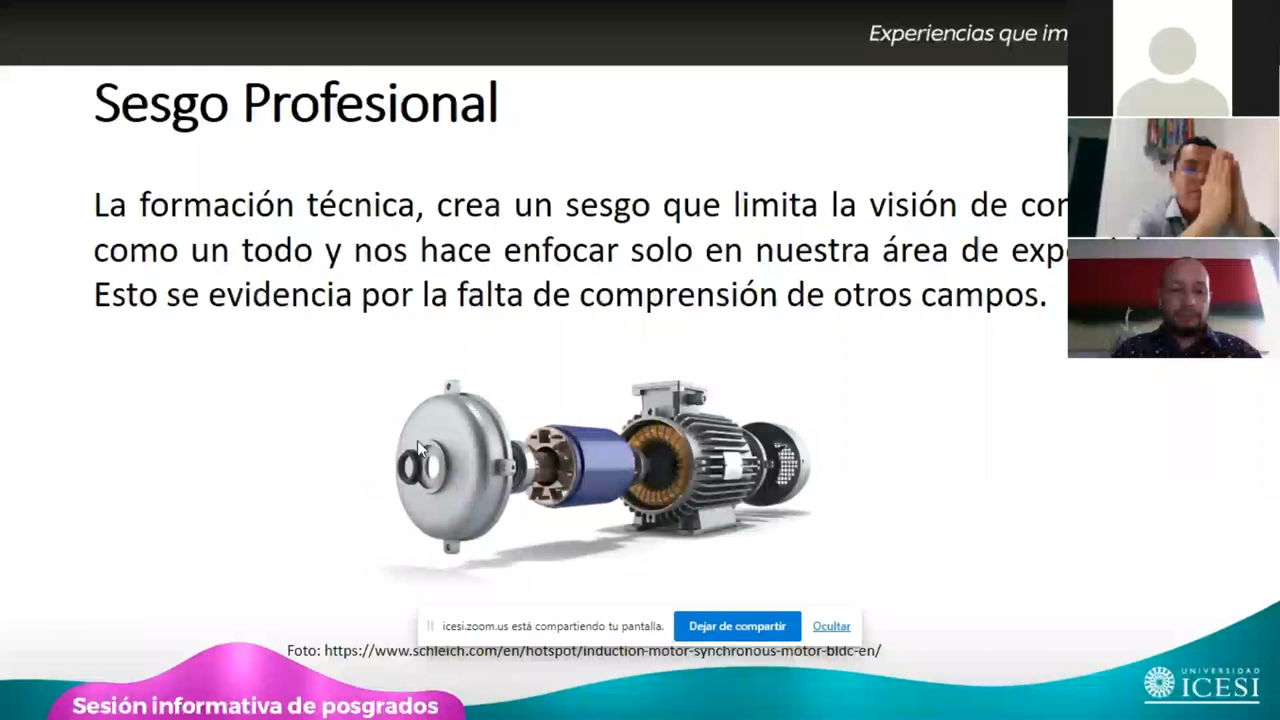 Experiencias que
Sesgo Profesional
La formación técnica, crea un sesgo que limita la visión de
como un todo y nos hace enfocar solo en nuestra área de
Esto se evidencia por la falta de comprensión de otros campos.
icesi.zoom.us está compartiendo tu pantalla.
Dejar de compartir
Ocultar
Foto: https://www.schleich.com/en/hotspot/induction-motor-synchronous-motor-bldc-en/
Sesión informativa de posgrados
UNIVERSIDAD
ICESI